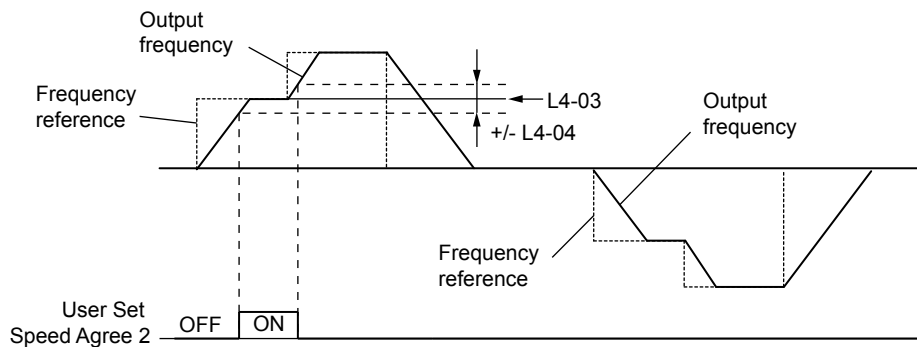 Output
frequency
Frequency
reference
L4-03
+/- L4-04
Output
frequency
Frequency
reference
User Set
Speed Agree 2
OFF
ON